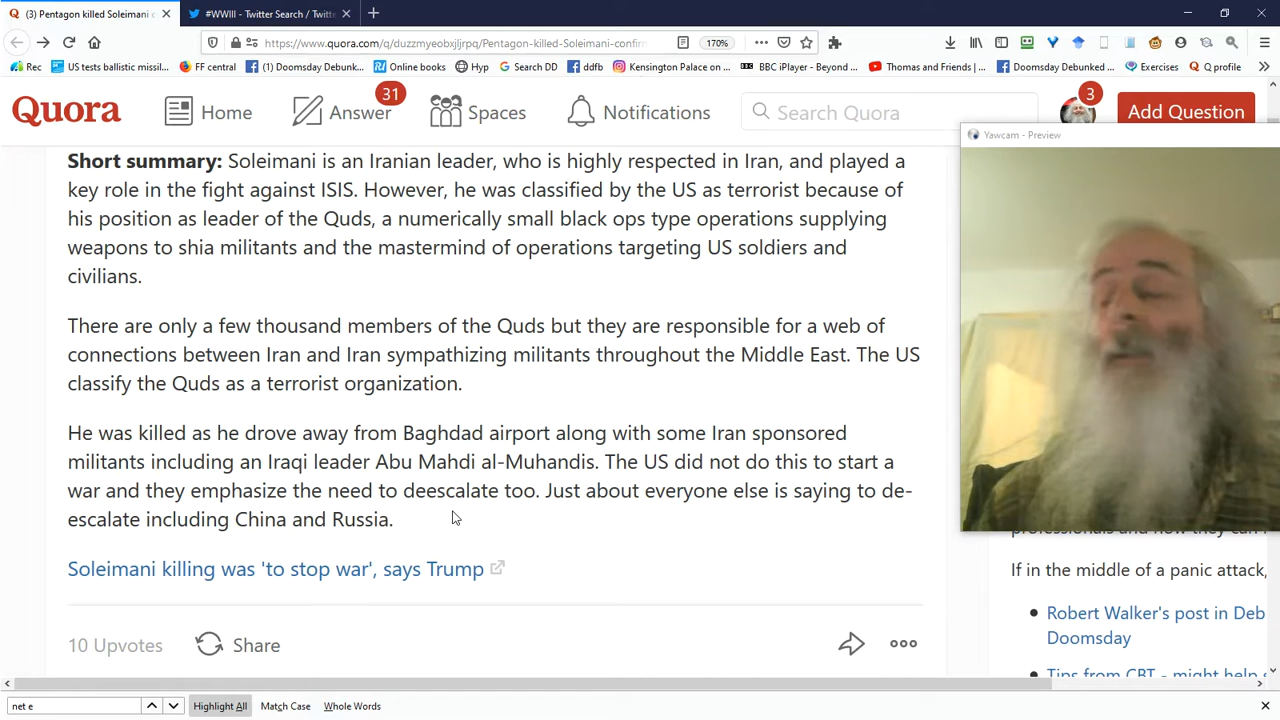 (3) Pentagon killed Soleimani c
#WWIII - Twitter Search / Twitte
https://www.quora.com/q/duzzmyeobxjljrpq/Pentagon-killed-Soleimani-confirm
170%
Rec
US tests ballistic missil...
FF central
(1) Doomsday Debunk...
Online books
Hyp
Search DD
ddfb
Kensington Palace on ...
BBC iPlayer - Beyond ...
Thomas and Friends | ...
Doomsday Debunked ...
Exercises
Q profile
Quora
Home
31
Answer
Spaces
Notifications
Search Quora
3
Add Question
Yawcam - Preview
Short summary: Soleimani is an Iranian leader, who is highly respected in Iran, and played a
key role in the fight against ISIS. However, he was classified by the US as terrorist because of
his position as leader of the Quds, a numerically small black ops type operations supplying
weapons to shia militants and the mastermind of operations targeting US soldiers and
civilians.
There are only a few thousand members of the Quds but they are responsible for a web of
connections between Iran and Iran sympathizing militants throughout the Middle East. The US
classify the Quds as a terrorist organization.
He was killed as he drove away from Baghdad airport along with some Iran sponsored
militants including an Iraqi leader Abu Mahdi al-Muhandis. The US did not do this to start a
war and they emphasize the need to deescalate too. Just about everyone else is saying to de-
escalate including China and Russia.
Soleimani killing was 'to stop war', says Trump
10 Upvotes
Share
professionals and how they can
If in the middle of a panic attack,
Robert Walker's post in Deb
Doomsday
Tips from CBT - might help
net e
Highlight All
Match Case
Whole Words